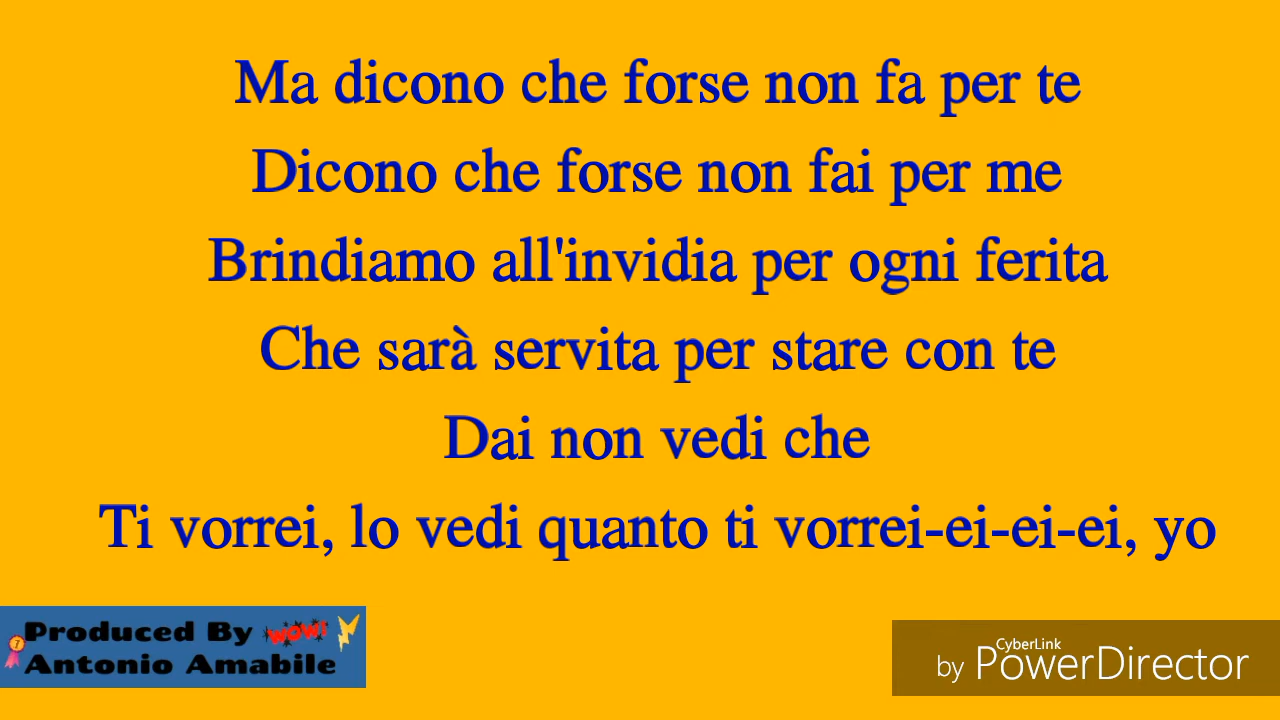 Ma dicono che forse non fa per te
Dicono che forse non fai per me
Brindiamo all'invidia per ogni ferita
Che sarà servita per stare con te
Dai non vedi che
Ti vorrei, lo vedi quanto ti vorrei-ei-ei-ei, yo
Produced By WOW!
Antonio Amabile
CyberLink
by PowerDirector